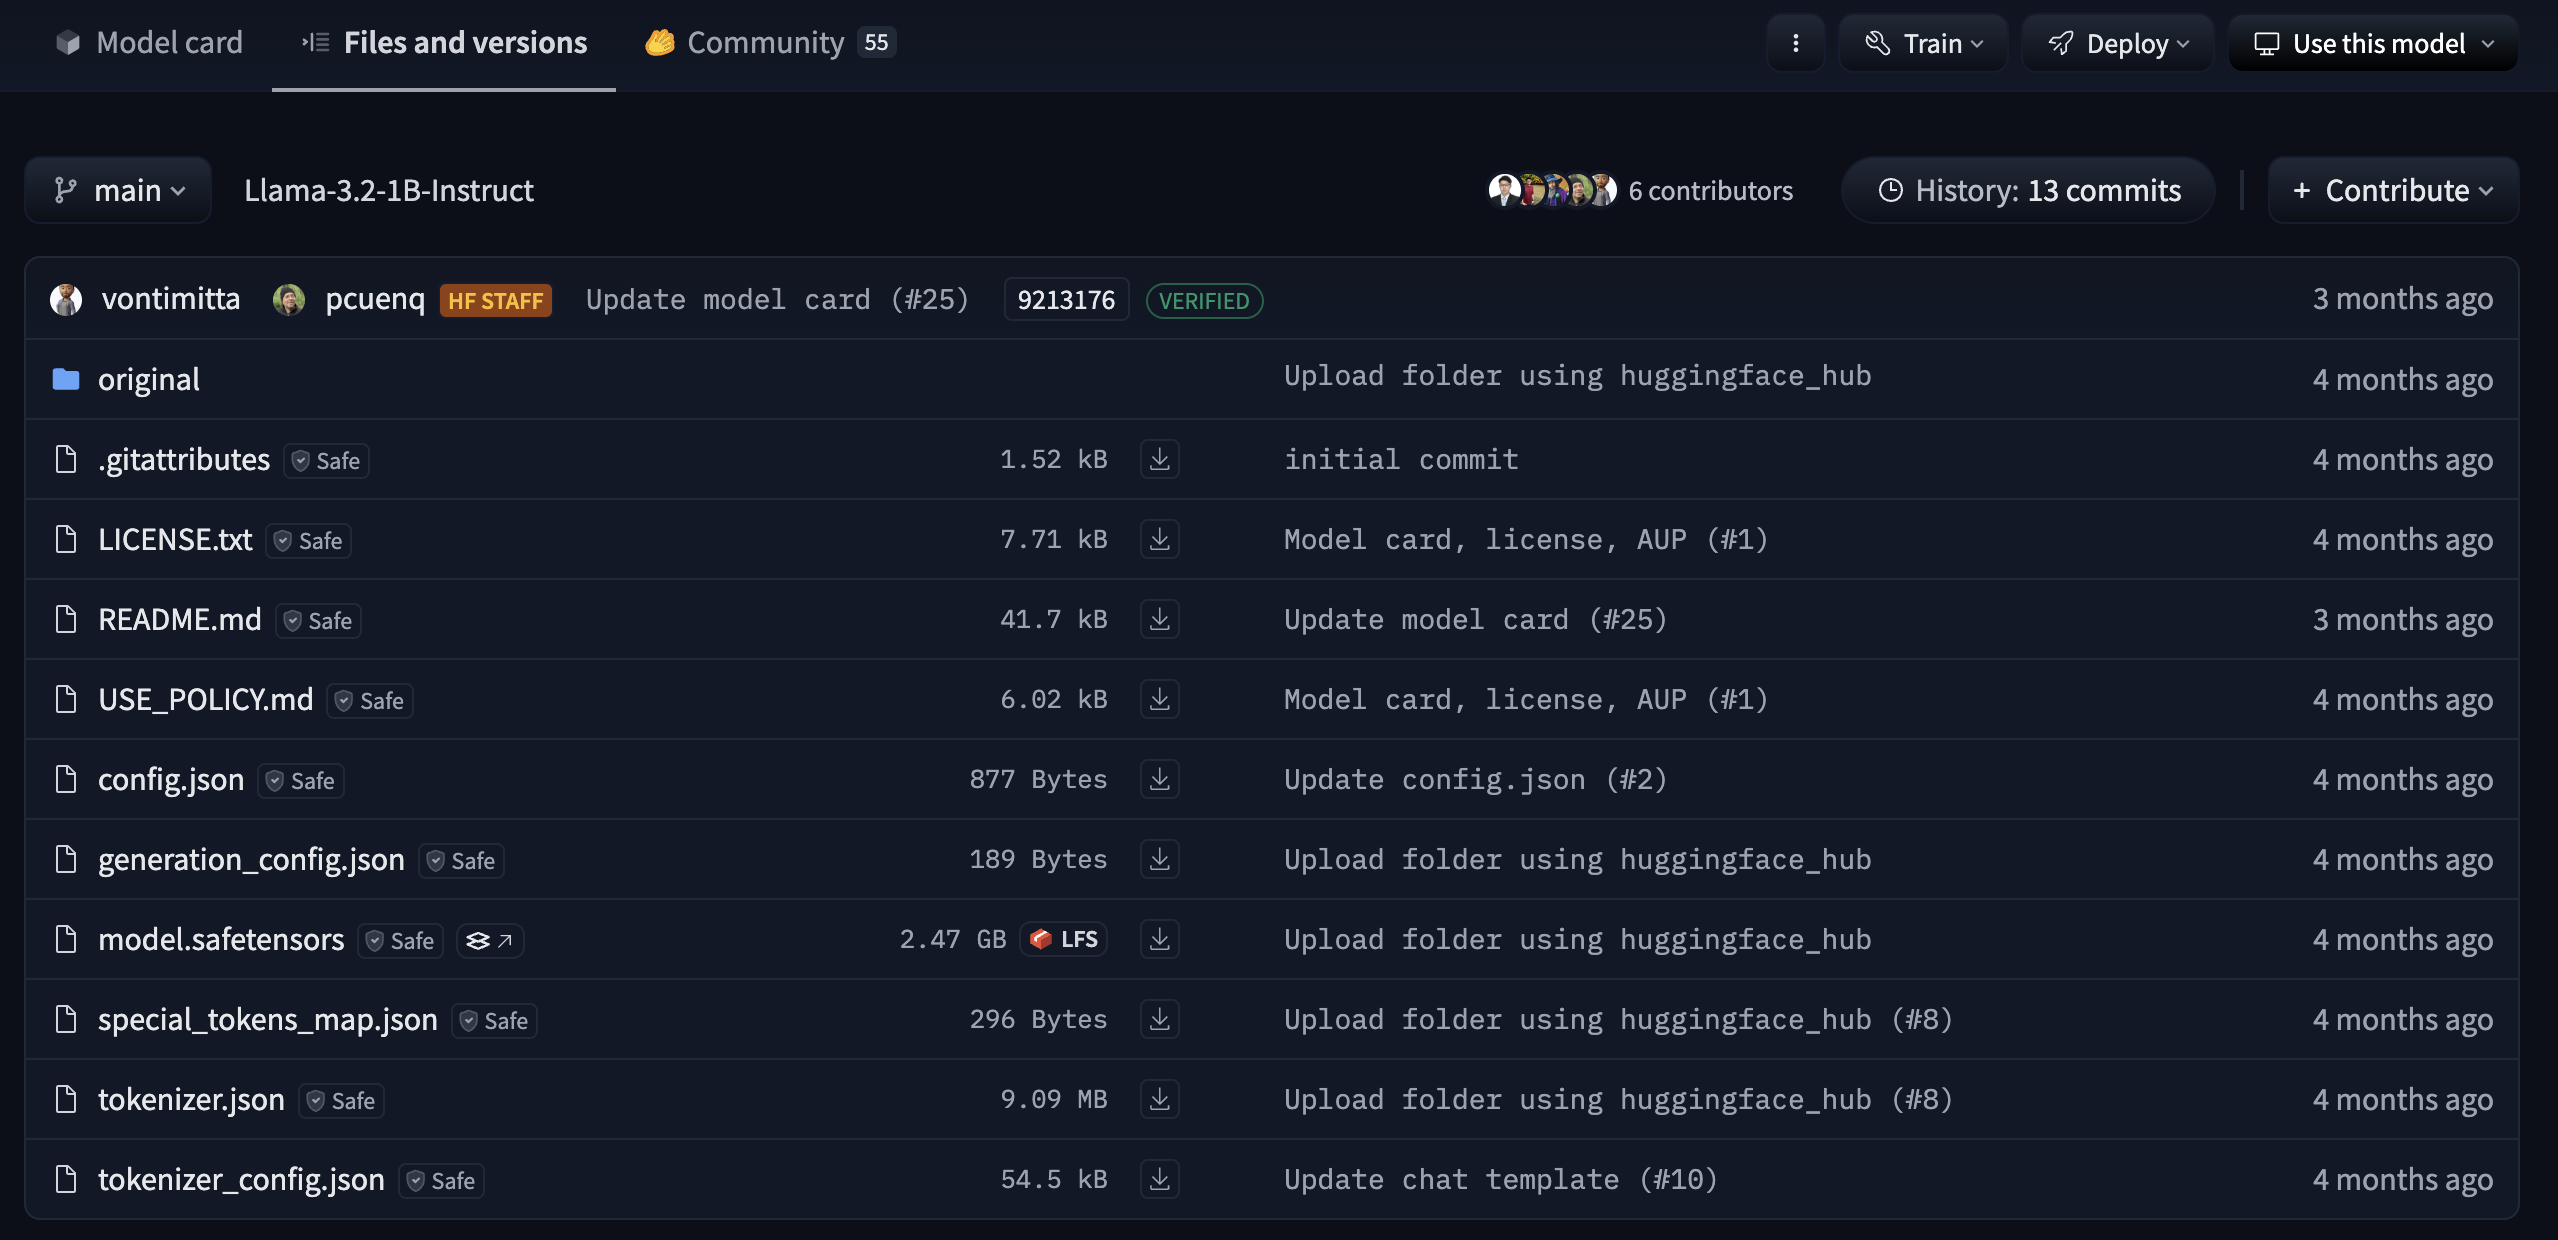 Model card Files and versions Community 55 Train Deploy Use this model
main Llama-3.2-1B-Instruct 6 contributors History: 13 commits + Contribute
vontimitta pcuenq HF STAFF Update model card (#25) 9213176 VERIFIED 3 months ago
original Upload folder using huggingface_hub 4 months ago
.gitattributes Safe 1.52 kB initial commit 4 months ago
LICENSE.txt Safe 7.71 kB Model card, license, AUP (#1) 4 months ago
README.md Safe 41.7 kB Update model card (#25) 3 months ago
USE_POLICY.md Safe 6.02 kB Model card, license, AUP (#1) 4 months ago
config.json Safe 877 Bytes Update config.json (#2) 4 months ago
generation_config.json Safe 189 Bytes Upload folder using huggingface_hub 4 months ago
model.safetensors Safe 2.47 GB LFS Upload folder using huggingface_hub 4 months ago
special_tokens_map.json Safe 296 Bytes Upload folder using huggingface_hub (#8) 4 months ago
tokenizer.json Safe 9.09 MB Upload folder using huggingface_hub (#8) 4 months ago
tokenizer_config.json Safe 54.5 kB Update chat template (#10) 4 months ago